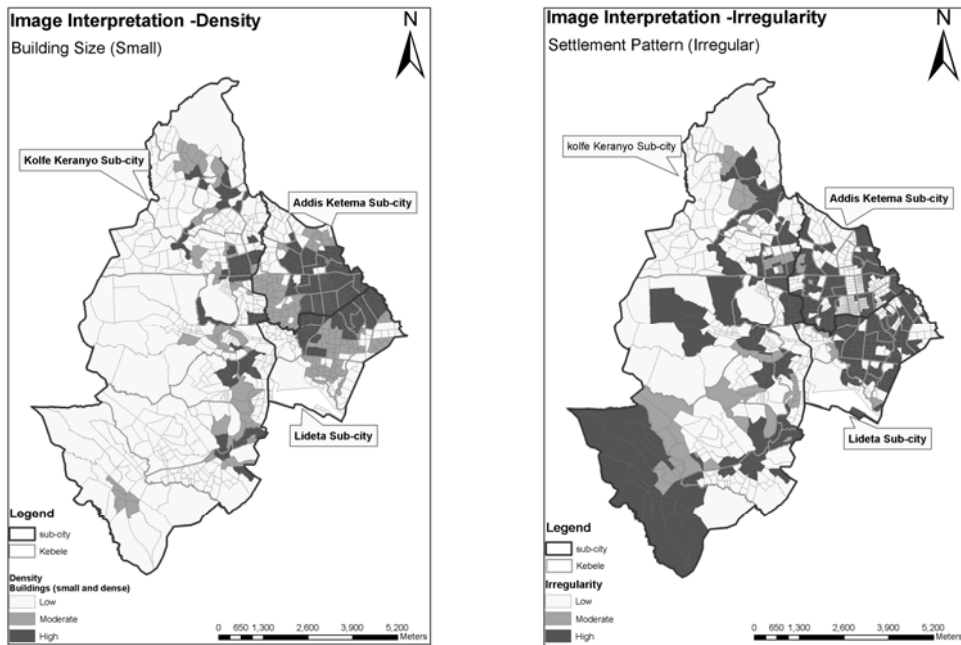 Image Interpretation -Density
Building Size (Small)
N
Kolfe Keranyo Sub-city
Addis Ketema Sub-city
Lideta Sub-city
Legend
sub-city
Kebele
Density
Buildings (small and dense)
Low
Moderate
High
0 650 1,300 2,600 3,900 5,200
Meters
Image Interpretation -Irregularity
Settlement Pattern (Irregular)
N
kolfe Keranyo Sub-city
Addis Ketema Sub-city
Lideta Sub-city
Legend
sub-city
Kebele
Irregularity
Low
Moderate
High
0 650 1,300 2,600 3,900 5,200
Meters